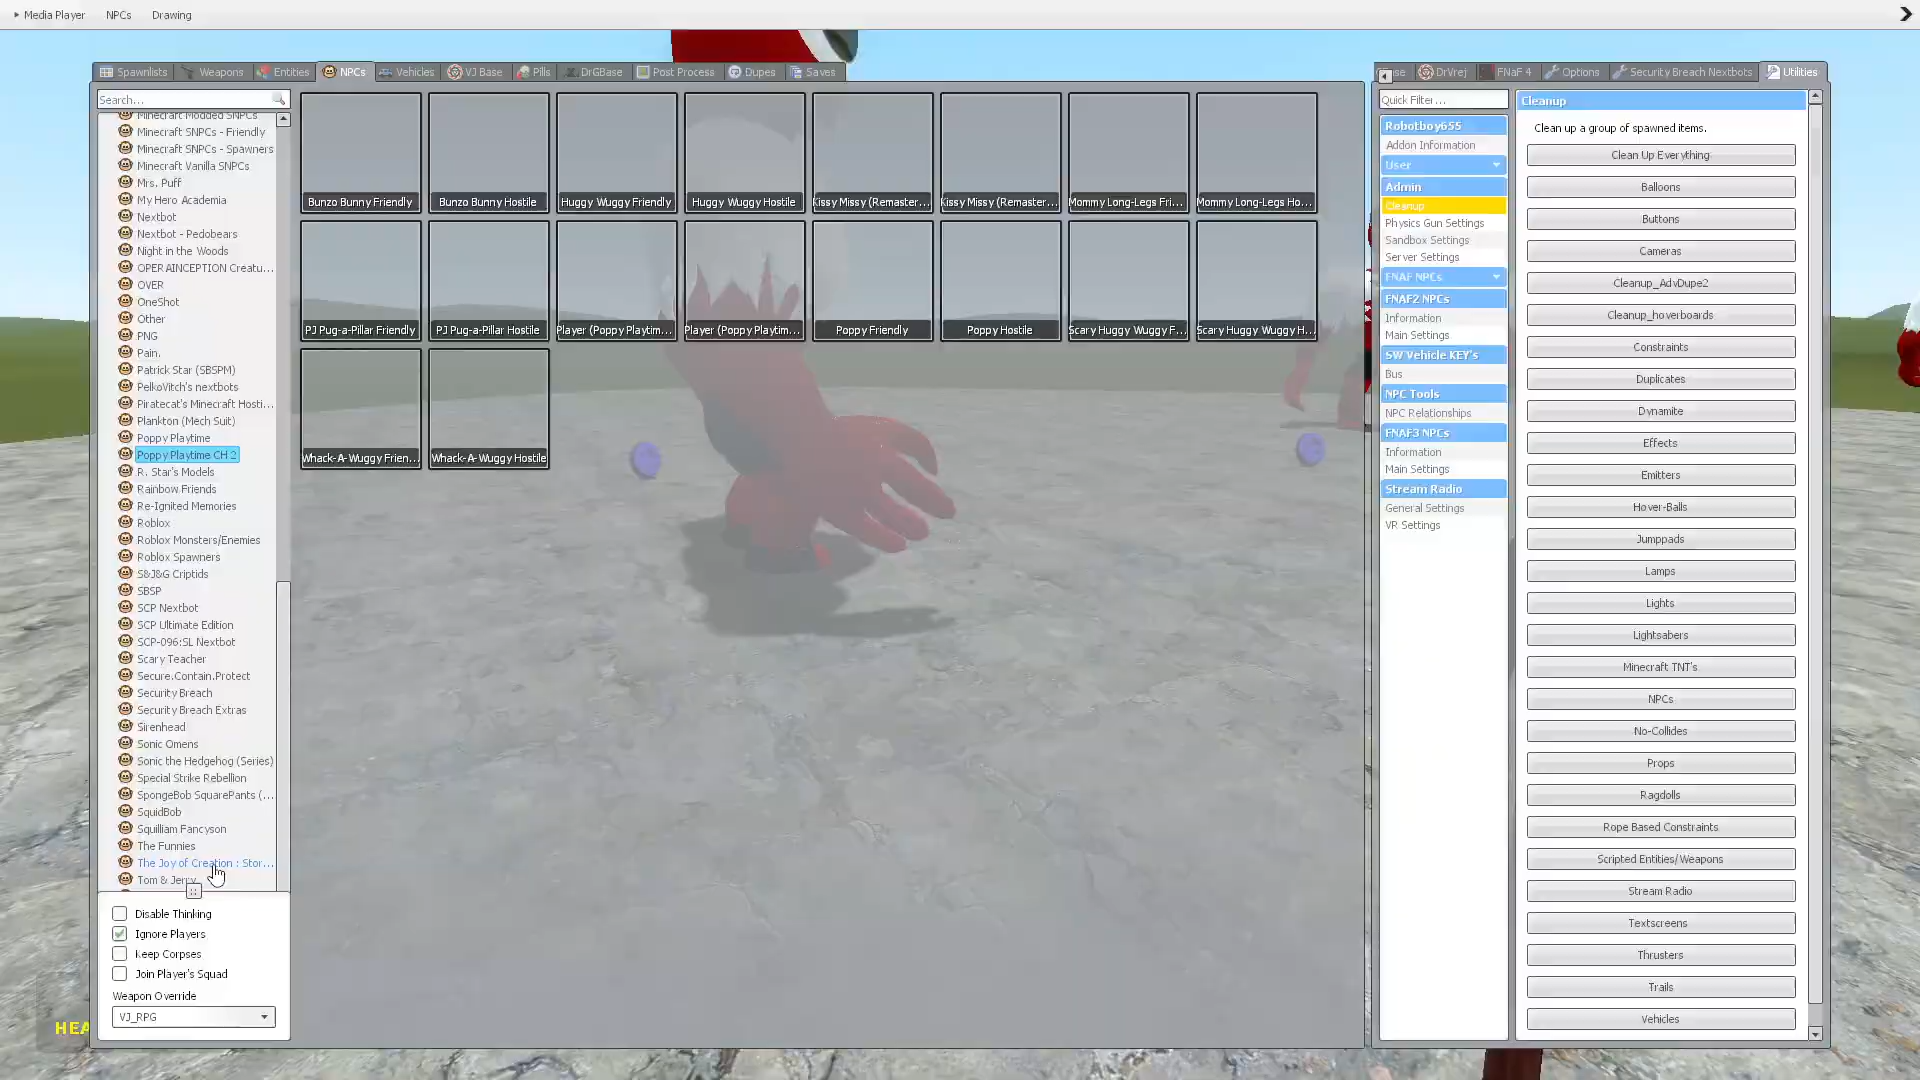 Media Player NPCs Drawing
Spawnlists Weapons Entities NPCs Vehicles VJ Base Pills DrGBase Post Process Dupes Saves
DrVrej FNaF 4 Options Security Breach Nextbots Utilities
Search...
Minecraft Modded SNPCs
Minecraft SNPCs - Friendly
Minecraft SNPCs - Spawners
Minecraft Vanilla SNPCs
Mrs. Puff
My Hero Academia
Nextbot
Nextbot - Pedobears
Night in the Woods
OPERAINCEPTION Creatu...
OVER
OneShot
Other
PNG
Pain.
Patrick Star (SBSPM)
PelkoVitch's nextbots
Piratecat's Minecraft Hosti...
Plankton (Mech Suit)
Poppy Playtime
Poppy Playtime CH 2
R. Star's Models
Rainbow Friends
Re-Ignited Memories
Roblox
Roblox Monsters/Enemies
Roblox Spawners
S&J&G Criptids
SBSP
SCP Nextbot
SCP Ultimate Edition
SCP-096:SL Nextbot
Scary Teacher
Secure.Contain.Protect
Security Breach
Security Breach Extras
Sirenhead
Sonic Omens
Sonic the Hedgehog (Series)
Special Strike Rebellion
SpongeBob SquarePants (...
SquidBob
Squilliam Fancyson
The Funnies
The Joy of Creation : Stor...
Tom & Jerry
Disable Thinking
Ignore Players
Keep Corpses
Join Player's Squad
Weapon Override
VJ_RPG
HEA
Bunzo Bunny Friendly Bunzo Bunny Hostile Huggy Wuggy Friendly Huggy Wuggy Hostile Kissy Missy (Remaster... Kissy Missy (Remaster... Mommy Long-Legs Fri... Mommy Long-Legs Ho...
PJ Pug-a-Pillar Friendly PJ Pug-a-Pillar Hostile Player (Poppy Playtim... Player (Poppy Playtim... Poppy Friendly Poppy Hostile Scary Huggy Wuggy F... Scary Huggy Wuggy H...
Whack-A-Wuggy Frien... Whack-A-Wuggy Hostile
Quick Filter...
Robotboy655
Addon Information
User
Admin
Cleanup
Physics Gun Settings
Sandbox Settings
Server Settings
FNAF NPCs
FNAF2 NPCs
Information
Main Settings
SW Vehicle KEY's
Bus
NPC Tools
NPC Relationships
FNAF3 NPCs
Information
Main Settings
Stream Radio
General Settings
VR Settings
Cleanup
Clean up a group of spawned items.
Clean Up Everything
Balloons
Buttons
Cameras
Cleanup_AdvDupe2
Cleanup_hoverboards
Constraints
Duplicates
Dynamite
Effects
Emitters
Hover-Balls
Jumppads
Lamps
Lights
Lightsabers
Minecraft TNT's
NPCs
No-Collides
Props
Ragdolls
Rope Based Constraints
Scripted Entities/Weapons
Stream Radio
Textscreens
Thrusters
Trails
Vehicles